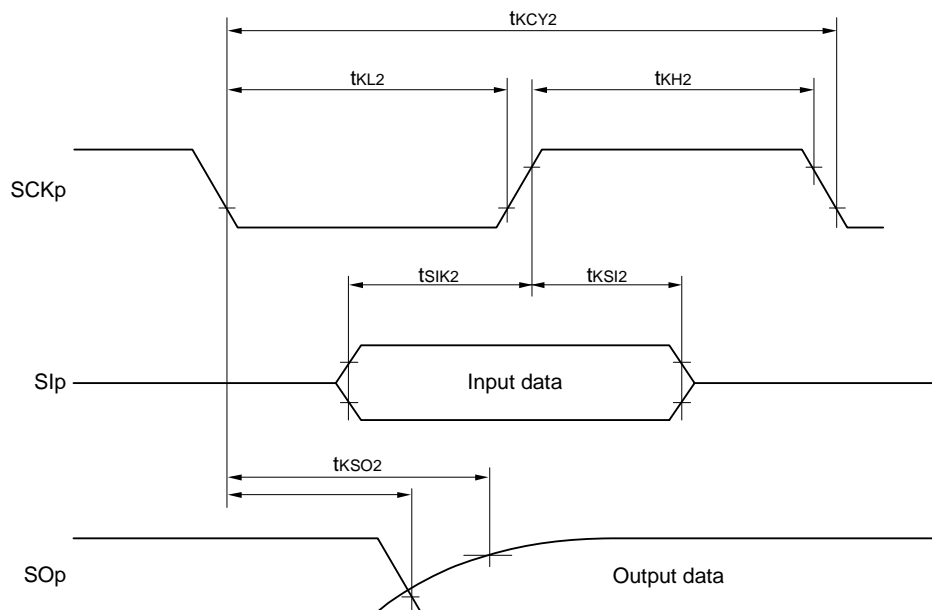 tKCY2
tKL2
tKH2
SCKp
tSIK2
tKSI2
SIp
Input data
tKSO2
SOp
Output data